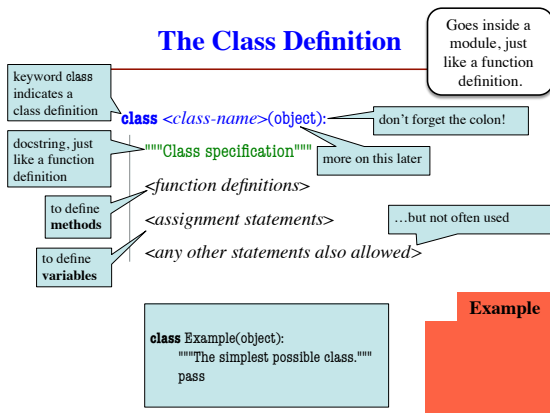 The Class Definition
Goes inside a
module, just
like a function
definition.
keyword class
indicates a
class definition
class <class-name>(object):
don't forget the colon!
docstring, just
like a function
definition
"""Class specification"""
more on this later
<function definitions>
to define
methods
<assignment statements>
…but not often used
to define
variables
<any other statements also allowed>
class Example(object):
"""The simplest possible class."""
pass
Example